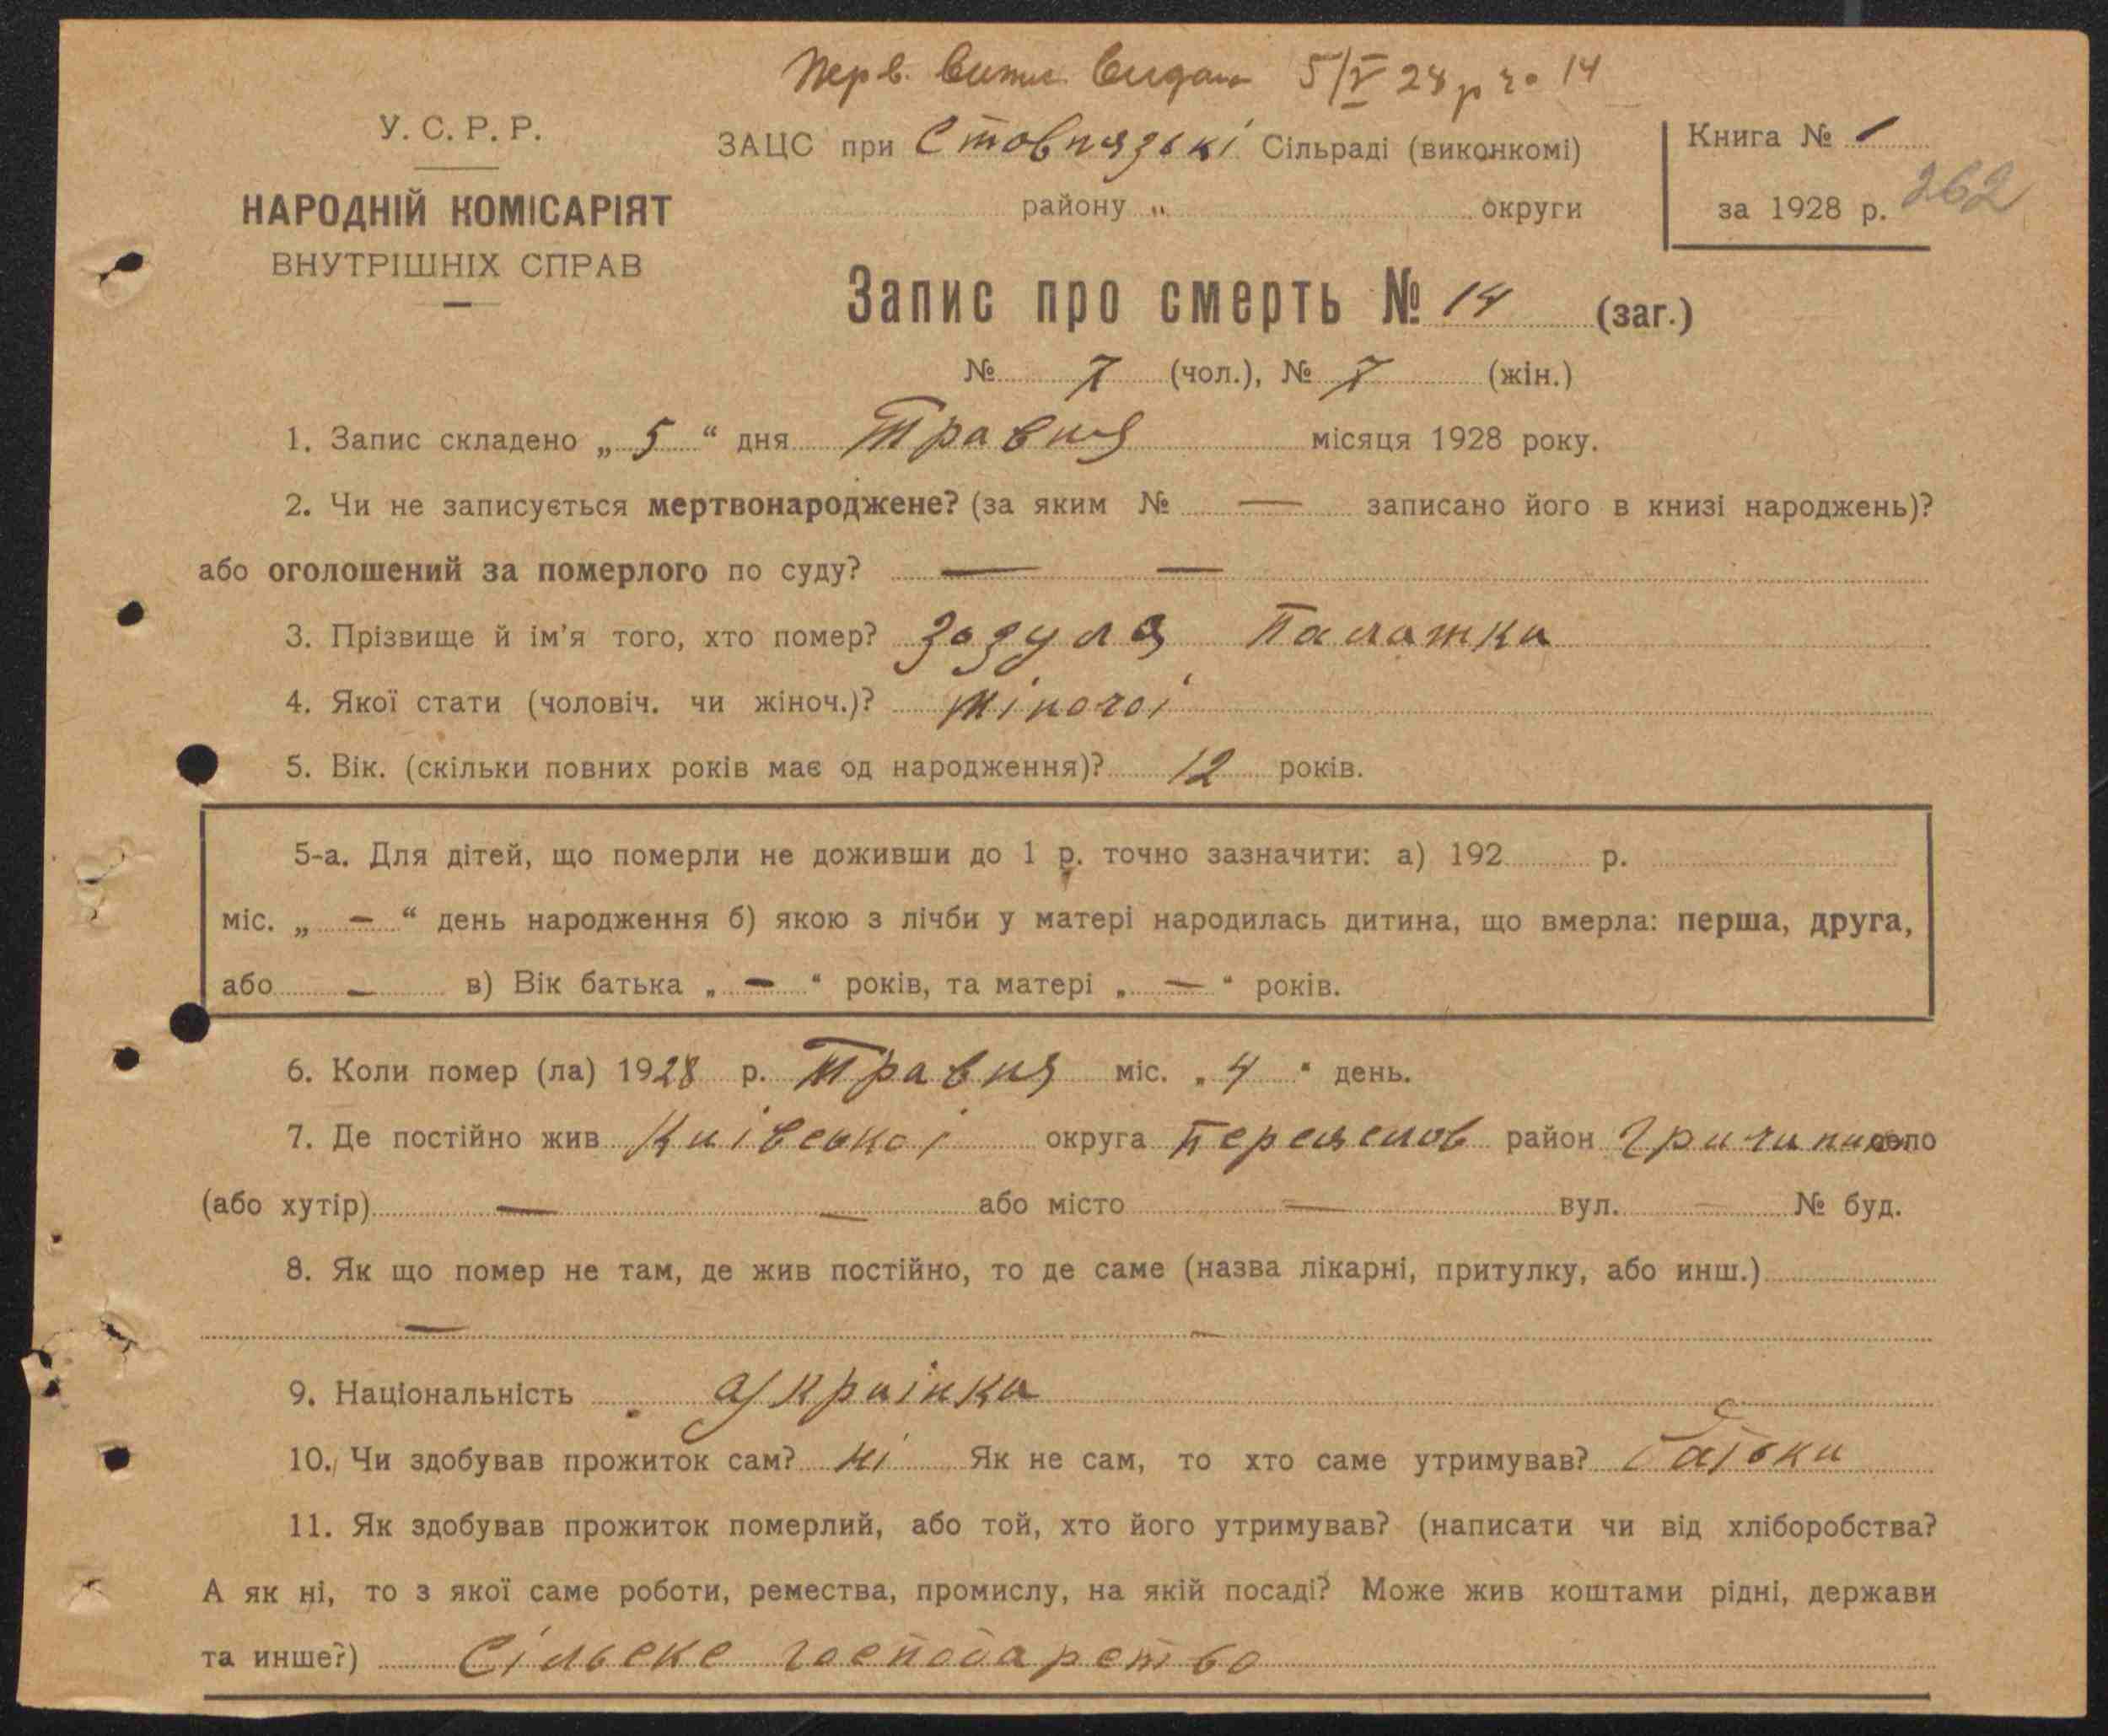 Перв. витяг видано 5/V 28 р № 14
У. С. Р. Р.
НАРОДНІЙ КОМІСАРІЯТ
ВНУТРІШНІХ СПРАВ
ЗАЦС при Стовпязькі Сільраді (виконкомі)
району „ округи
Книга № 1
за 1928 р. 262
Запис про смерть № 14 (заг.)
№ 7 (чол.), № 7 (жін.)
1. Запис складено „ 5 “ дня Травня місяця 1928 року.
2. Чи не записується мертвонароджене? (за яким № — записано його в книзі народжень)?
або оголошений за померлого по суду? — —
3. Прізвище й ім’я того, хто помер? Зозуля Палажка
4. Якої стати (чоловіч. чи жіноч.)? жіночоі
5. Вік. (скільки повних років має од народження)? 12 років.
5-а. Для дітей, що померли не доживши до 1 р. точно зазначити: а) 192 р.
міс. „ — “ день народження б) якою з лічби у матері народилась дитина, що вмерла: перша, друга,
або — в) Вік батька „ — “ років, та матері „ — “ років.
6. Коли помер (ла) 1928 р. Травня міс. „ 4 “ день.
7. Де постійно жив Київськоі округа Переяслов район село
(або хутір) — — або місто — вул. — № буд.
8. Як що помер не там, де жив постійно, то де саме (назва лікарні, притулку, або инш.)
— —
9. Національність украінка
10. Чи здобував прожиток сам? ні Як не сам, то хто саме утримував? батьки
11. Як здобував прожиток померлий, або той, хто його утримував? (написати чи від хліборобства?
А як ні, то з якої саме роботи, ремества, промислу, на якій посаді? Може жив коштами рідні, держави
та инше?) Сільске господарство